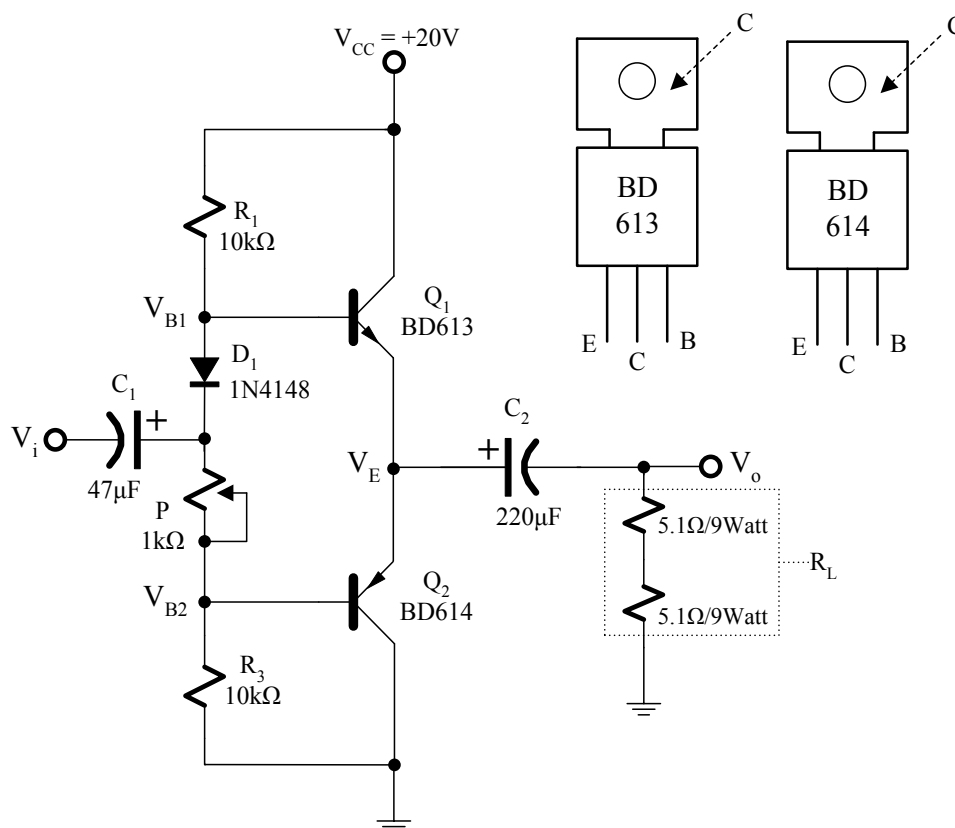 V_CC = +20V
C
C
BD
613
BD
614
E
C
B
E
C
B
R_1
10kΩ
V_B1
Q_1
BD613
D_1
1N4148
C_1
+
V_i
47μF
P
1kΩ
V_E
+
C_2
220μF
V_o
5.1Ω/9Watt
R_L
5.1Ω/9Watt
V_B2
Q_2
BD614
R_3
10kΩ